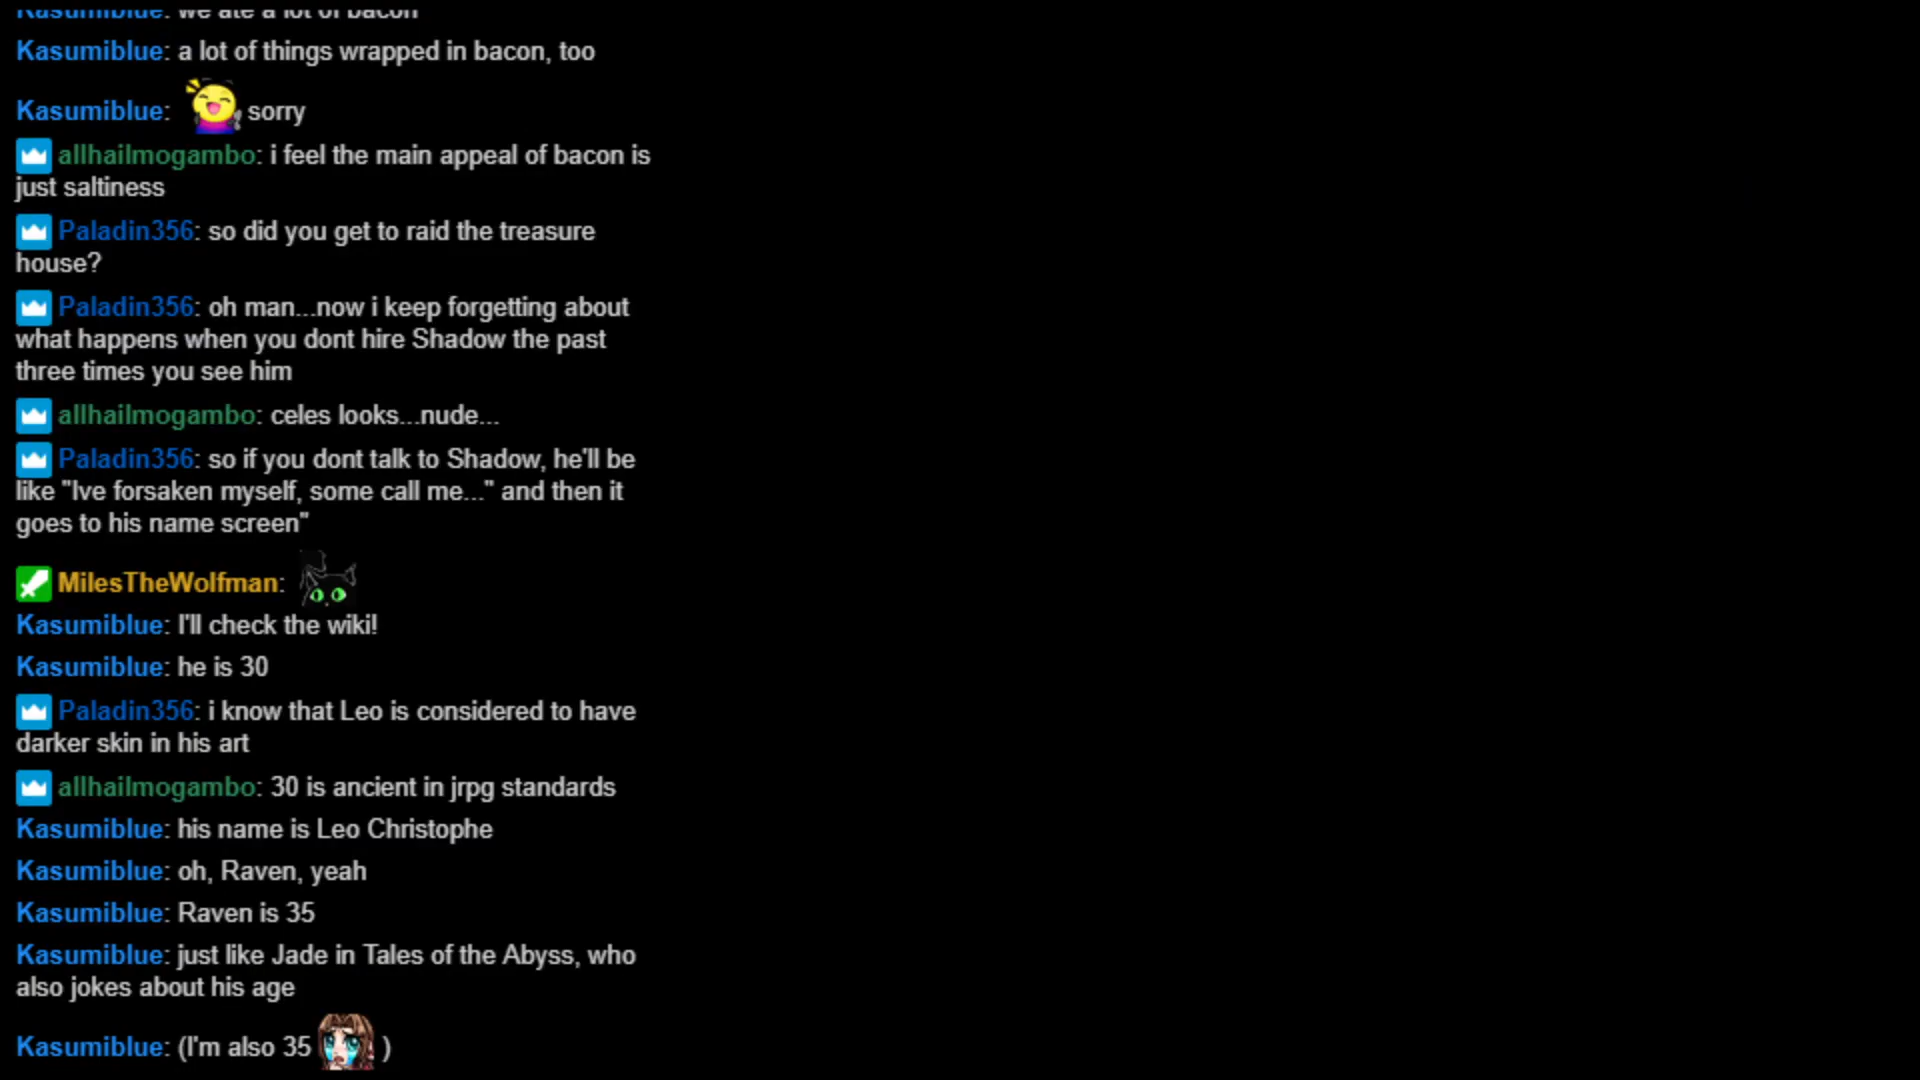 Kasumiblue: we ate a lot of bacon
Kasumiblue: a lot of things wrapped in bacon, too
Kasumiblue: sorry
allhailmogambo: i feel the main appeal of bacon is
just saltiness
Paladin356: so did you get to raid the treasure
house?
Paladin356: oh man...now i keep forgetting about
what happens when you dont hire Shadow the past
three times you see him
allhailmogambo: celes looks...nude...
Paladin356: so if you dont talk to Shadow, he'll be
like "Ive forsaken myself, some call me..." and then it
goes to his name screen"
MilesTheWolfman:
Kasumiblue: I'll check the wiki!
Kasumiblue: he is 30
Paladin356: i know that Leo is considered to have
darker skin in his art
allhailmogambo: 30 is ancient in jrpg standards
Kasumiblue: his name is Leo Christophe
Kasumiblue: oh, Raven, yeah
Kasumiblue: Raven is 35
Kasumiblue: just like Jade in Tales of the Abyss, who
also jokes about his age
Kasumiblue: (I'm also 35 )